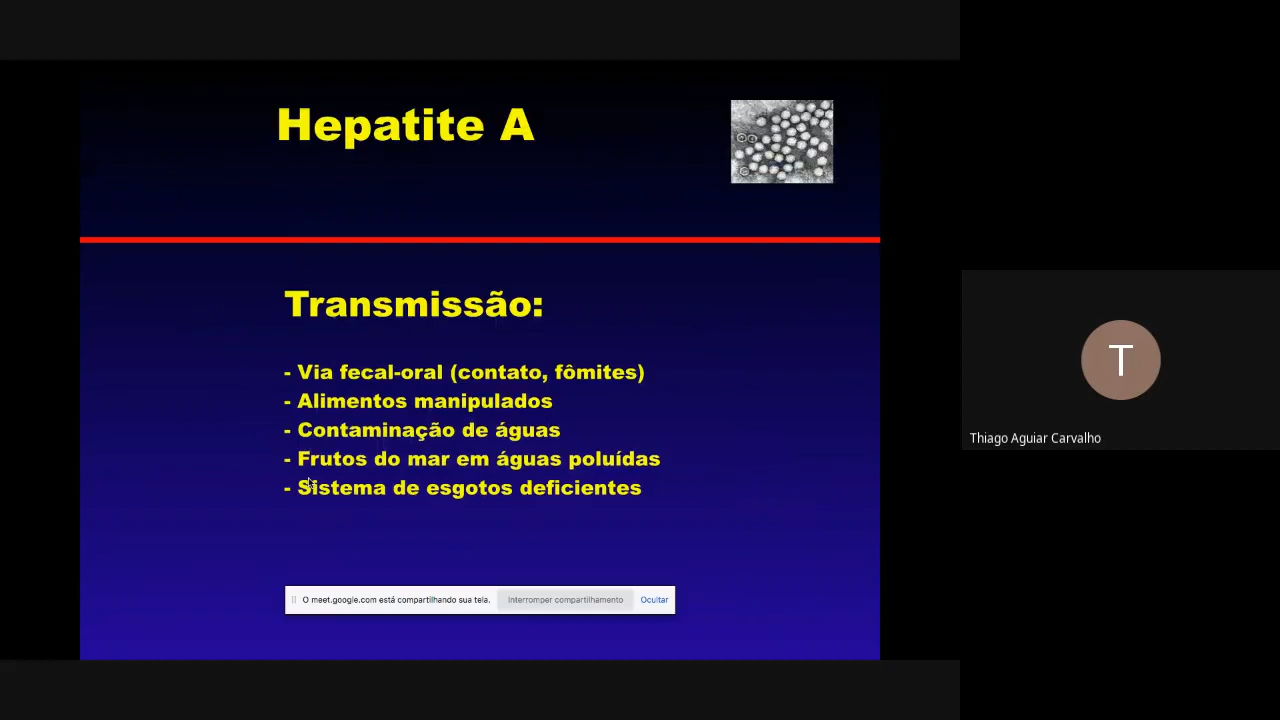 Hepatite A
Transmissão:
- Via fecal-oral (contato, fômites)
- Alimentos manipulados
- Contaminação de águas
- Frutos do mar em águas poluídas
- Sistema de esgotos deficientes
O meet.google.com está compartilhando sua tela. Interromper compartilhamento Ocultar
T
Thiago Aguiar Carvalho